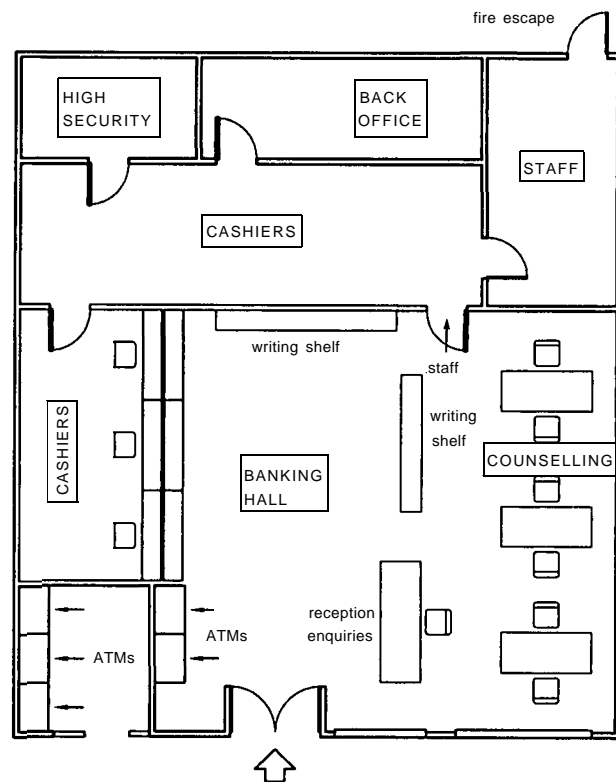 fire escape
HIGH
SECURITY
BACK
OFFICE
STAFF
CASHIERS
writing shelf
staff
writing
shelf
CASHIERS
BANKING
HALL
COUNSELLING
reception
enquiries
ATMs
ATMs